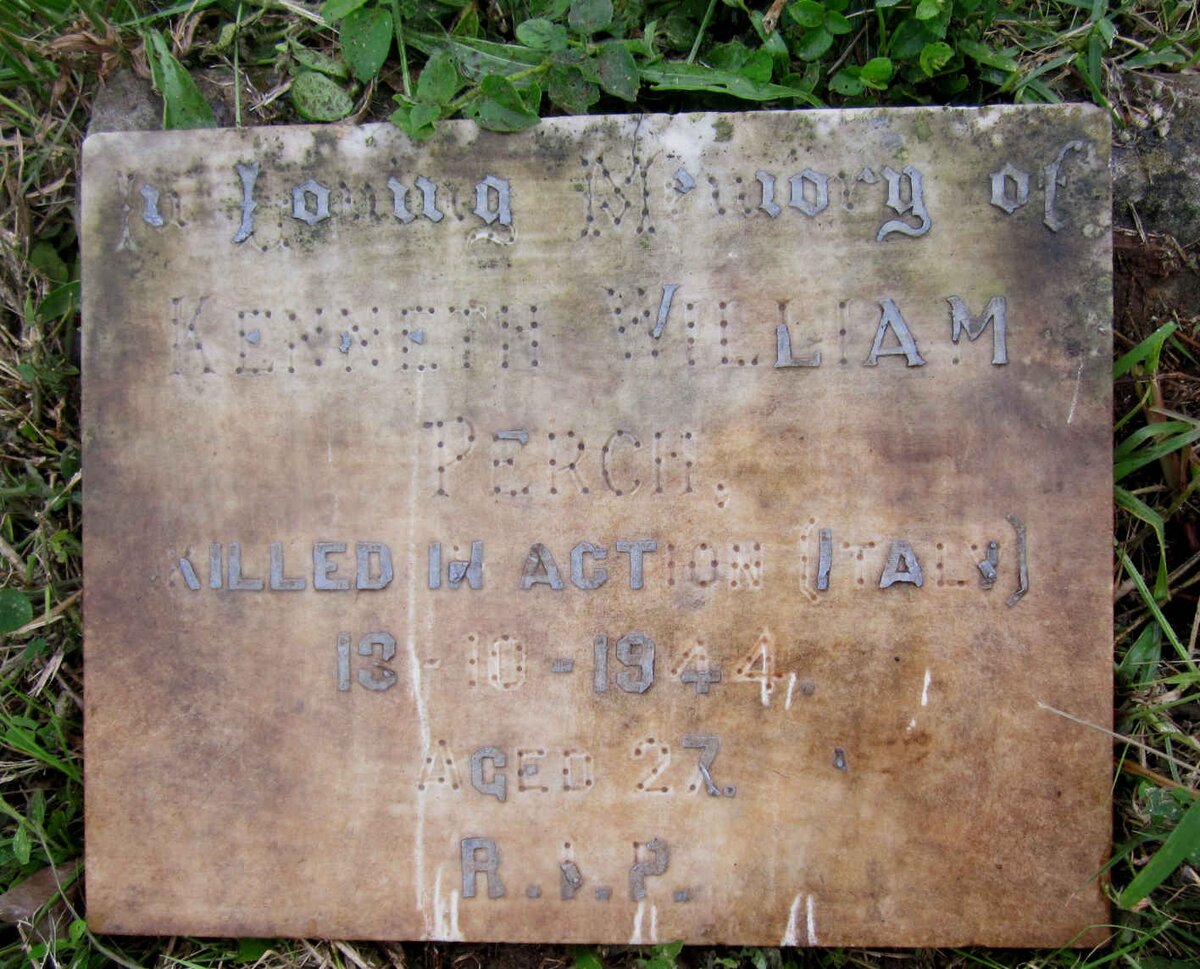 In Loving Memory of
KENNETH WILLIAM
PERCH,
KILLED IN ACTION (ITALY)
13-10-1944.
AGED 27.
R.I.P.